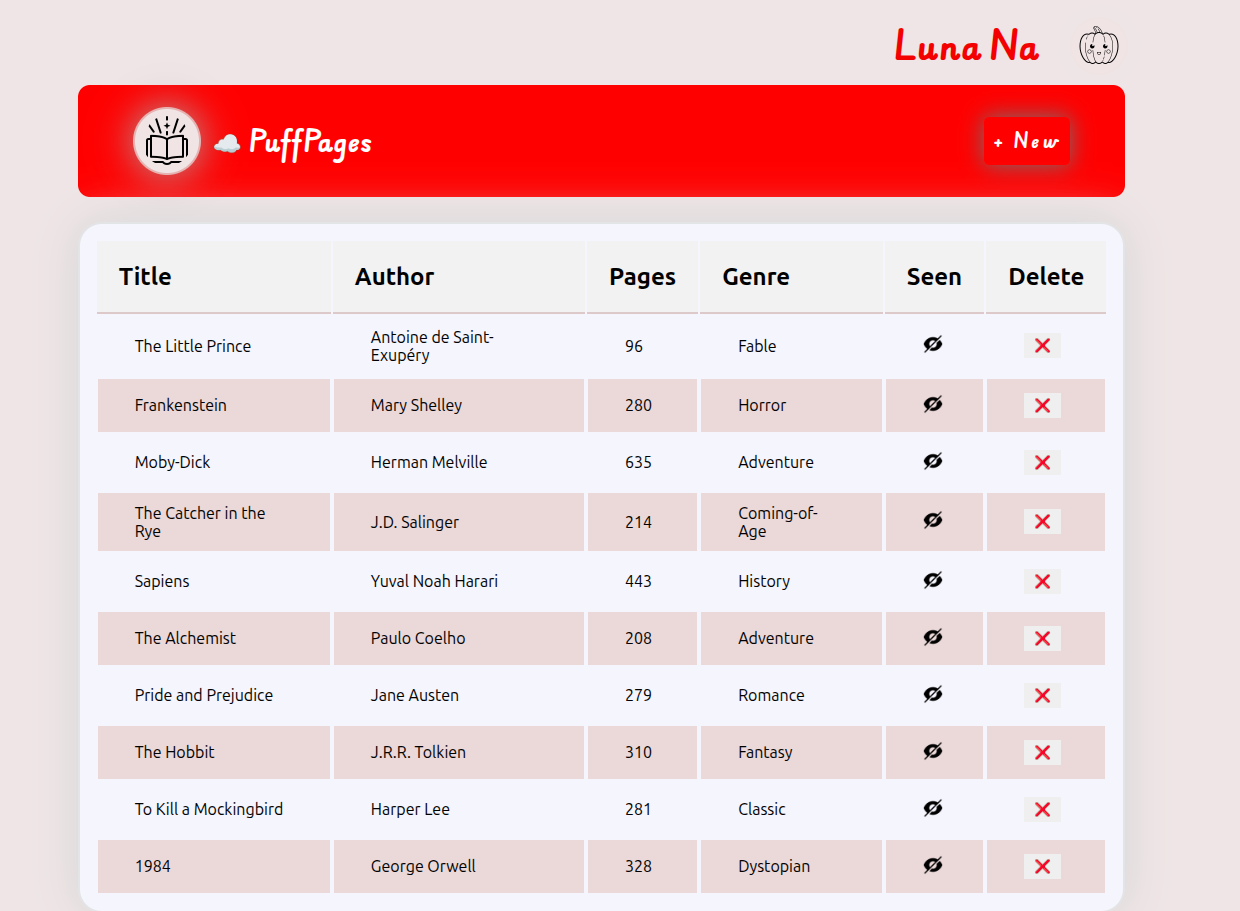 Luna Na
PuffPages
+ New
Title Author Pages Genre Seen Delete
The Little Prince Antoine de Saint-Exupéry 96 Fable
Frankenstein Mary Shelley 280 Horror
Moby-Dick Herman Melville 635 Adventure
The Catcher in the Rye J.D. Salinger 214 Coming-of-Age
Sapiens Yuval Noah Harari 443 History
The Alchemist Paulo Coelho 208 Adventure
Pride and Prejudice Jane Austen 279 Romance
The Hobbit J.R.R. Tolkien 310 Fantasy
To Kill a Mockingbird Harper Lee 281 Classic
1984 George Orwell 328 Dystopian